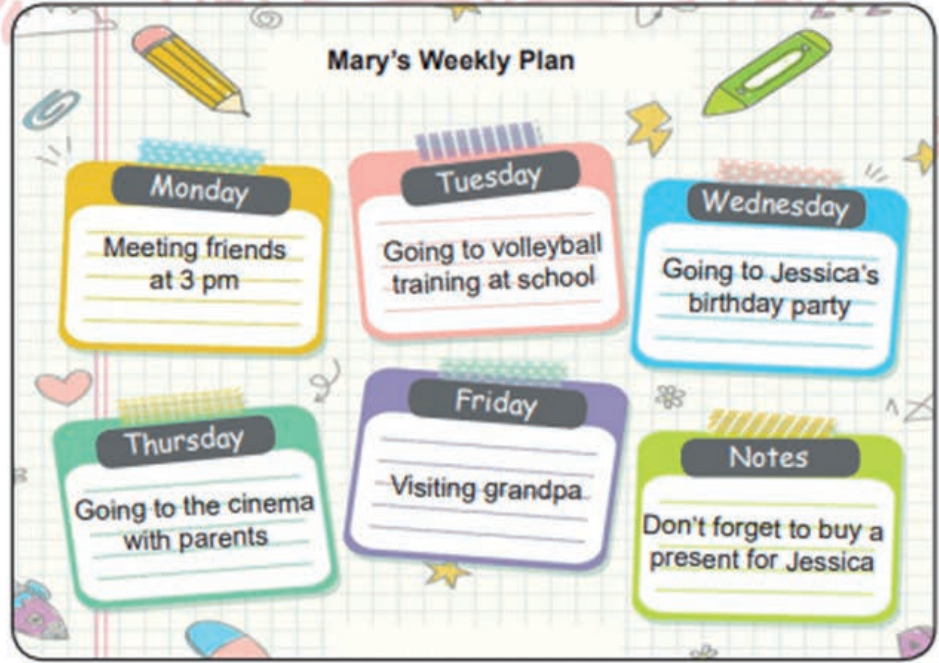 Mary's Weekly Plan
Monday
Meeting friends
at 3 pm
Tuesday
Going to volleyball
training at school
Wednesday
Going to Jessica's
birthday party
Thursday
Going to the cinema
with parents
Friday
Visiting grandpa
Notes
Don't forget to buy a
present for Jessica